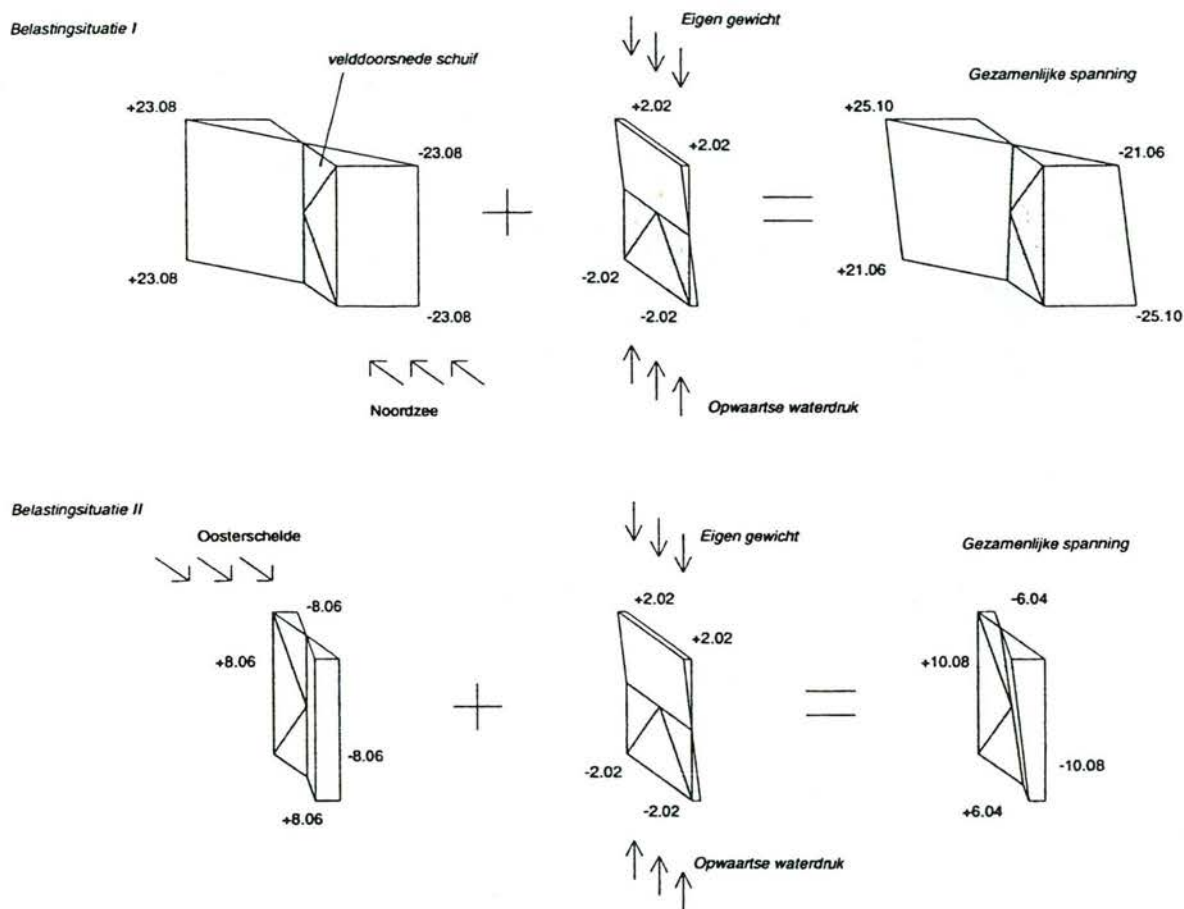 Belastingsituatie I
Eigen gewicht
velddoorsnede schuif
Gezamenlijke spanning
+23.08
+2.02
+25.10
-23.08
+2.02
-21.06
+23.08
-2.02
+21.06
-23.08
-2.02
-25.10
Noordzee
Opwaartse waterdruk
Belastingsituatie II
Oosterschelde
Eigen gewicht
Gezamenlijke spanning
-8.06
+2.02
-6.04
+8.06
+2.02
+10.08
-8.06
-2.02
-10.08
+8.06
-2.02
+6.04
Opwaartse waterdruk